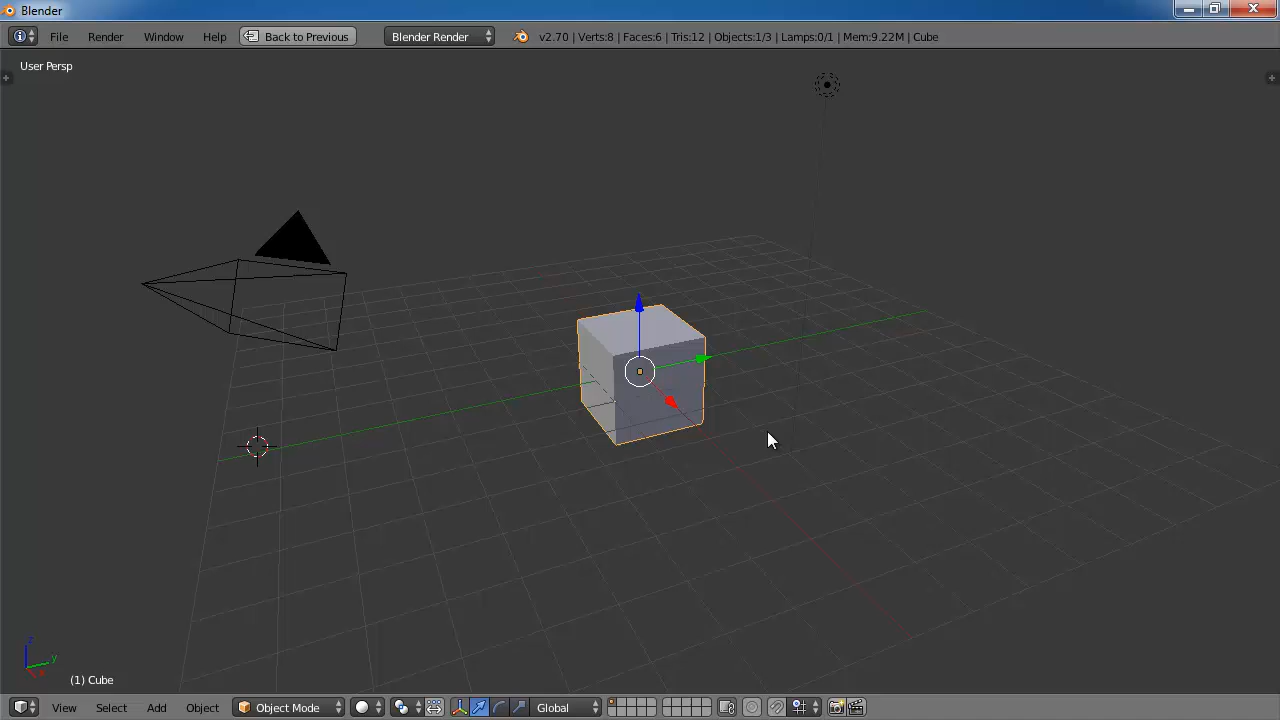 Blender
File Render Window Help Back to Previous Blender Render v2.70 | Verts:8 | Faces:6 | Tris:12 | Objects:1/3 | Lamps:0/1 | Mem:9.22M | Cube
User Persp
z
y
x
(1) Cube
View Select Add Object Object Mode Global